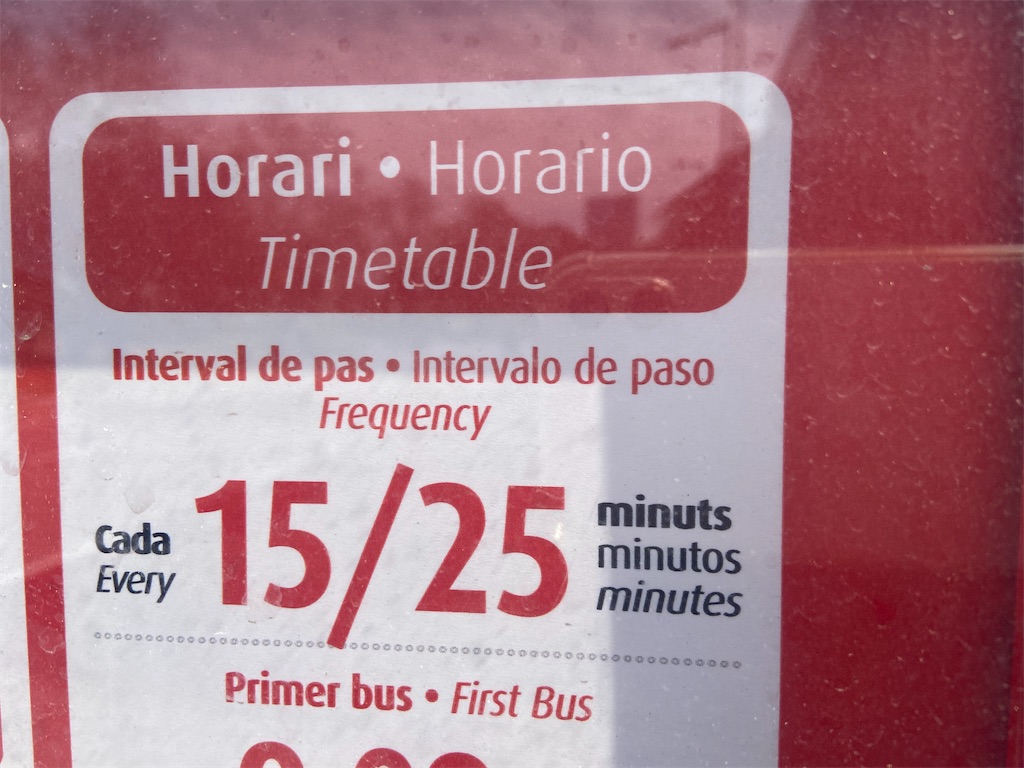 Horari • Horario
Timetable
Interval de pas • Intervalo de paso
Frequency
Cada
Every
15/25
minuts
minutos
minutes
Primer bus • First Bus